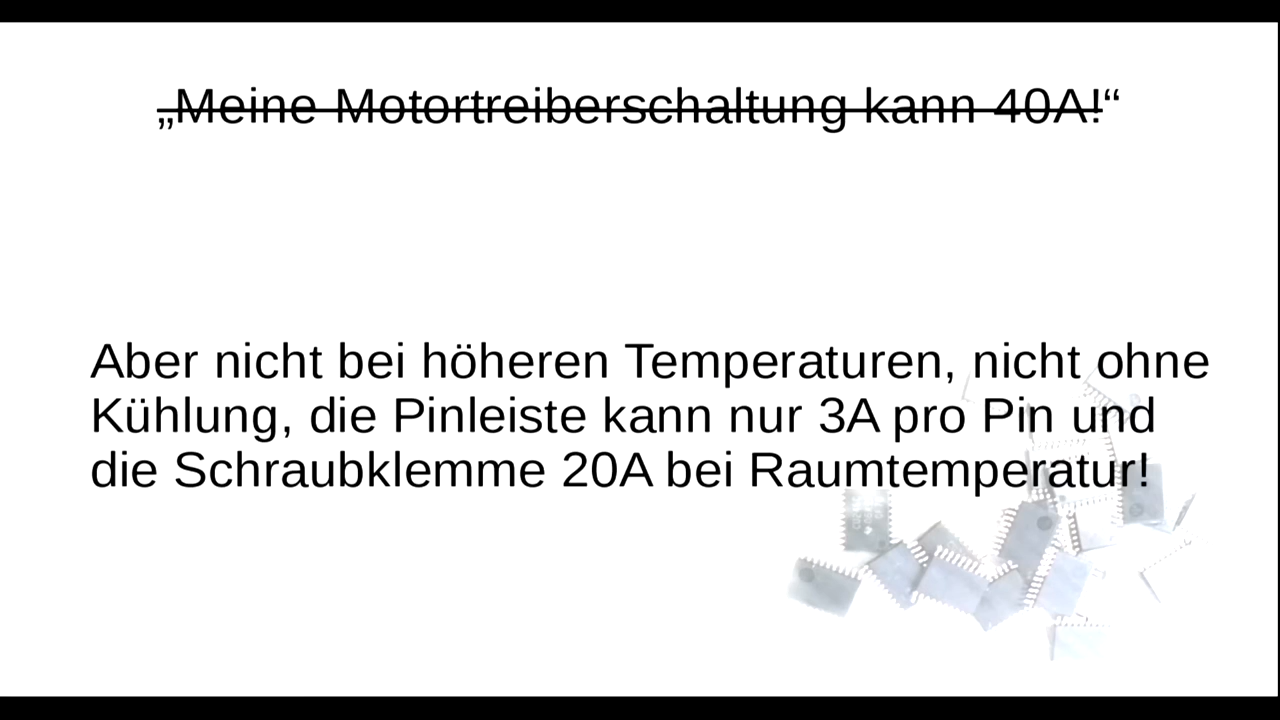 „Meine Motortreiberschaltung kann 40A!“
Aber nicht bei höheren Temperaturen, nicht ohne
Kühlung, die Pinleiste kann nur 3A pro Pin und
die Schraubklemme 20A bei Raumtemperatur!